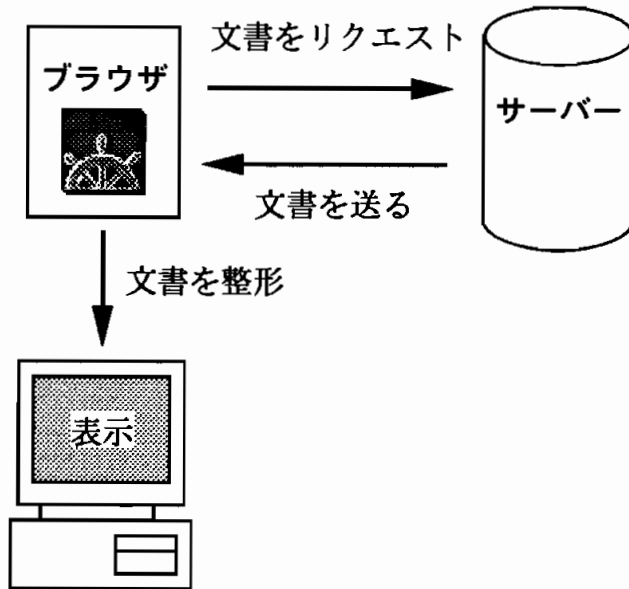 文書をリクエスト
ブラウザ
サーバー
文書を送る
文書を整形
表示